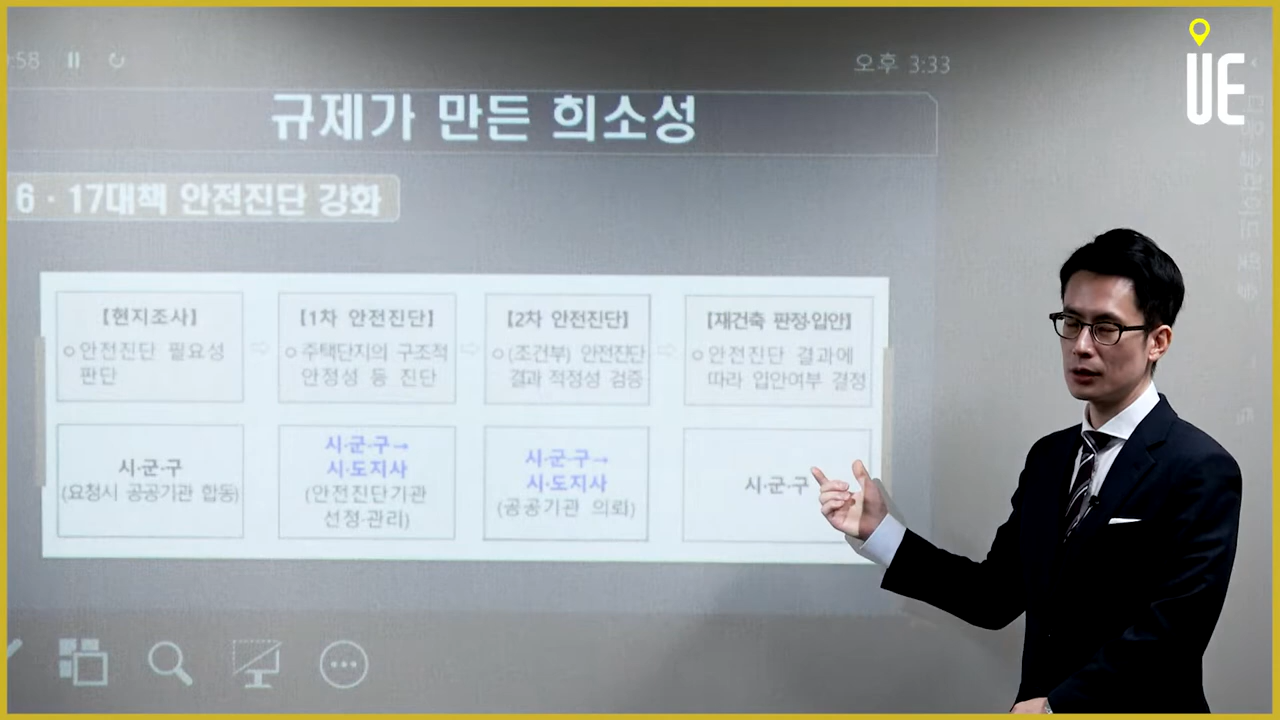 :58
오후 3:33
UE
규제가 만든 희소성
6 · 17대책 안전진단 강화
[현지조사]
안전진단 필요성
판단
[1차 안전진단]
주택단지의 구조적
안정성 등 진단
[2차 안전진단]
(조건부) 안전진단
결과 적정성 검증
[재건축 판정·입안]
안전진단 결과에
따라 입안여부 결정
시·군·구
(요청시 공공기관 합동)
시·군·구→
시·도지사
(안전진단기관
선정·관리)
시·군·구→
시·도지사
(공공기관 의뢰)
시·군·구